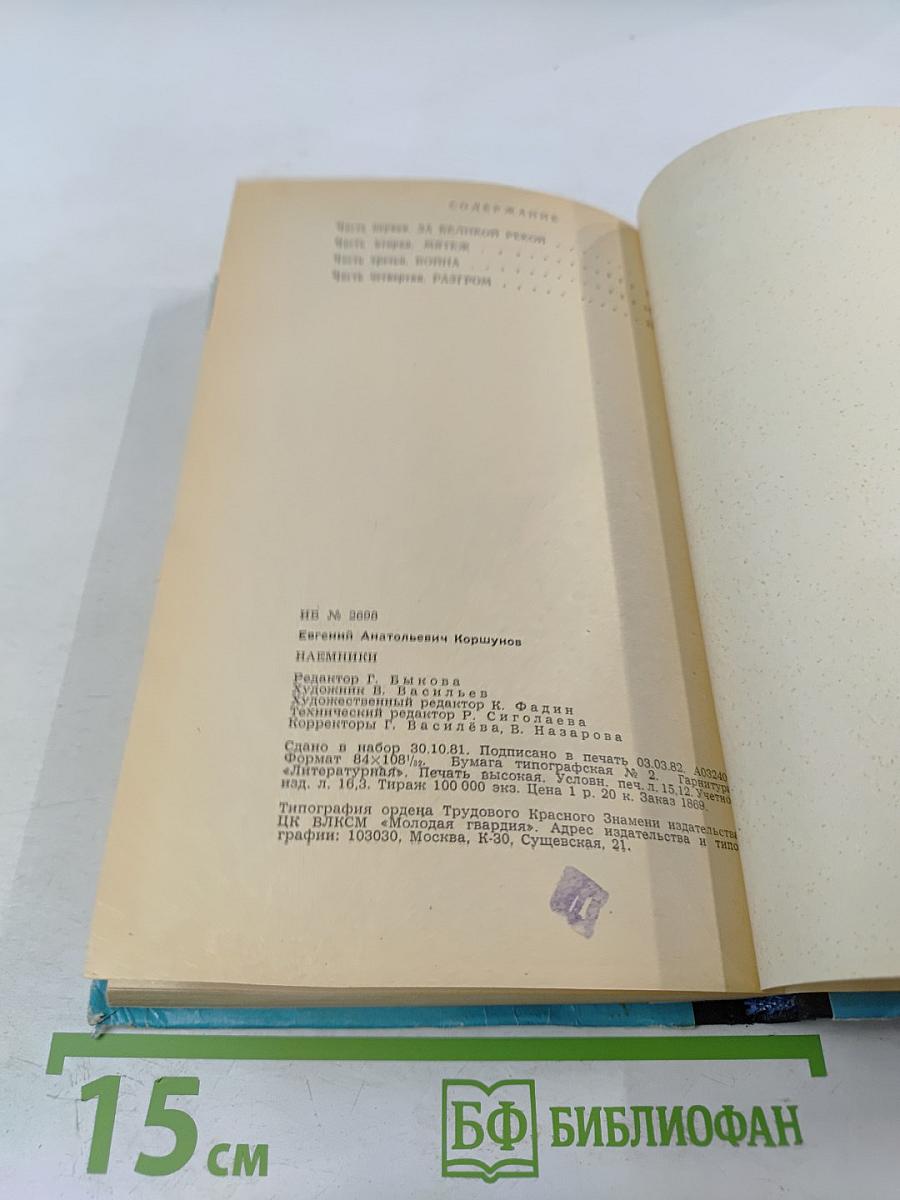 СОДЕРЖАНИЕ
Часть первая. ЗА ВЕЛИКОЙ РЕКОЙ . . .
Часть вторая. МЯТЕЖ . . . . . . . .
Часть третья. ВОЙНА . . . . . . . .
Часть четвертая. РАЗГРОМ . . . . . . .
ИБ № 2698
Евгений Анатольевич Коршунов
НАЕМНИКИ
Редактор Г. Быкова
Художник В. Васильев
Художественный редактор К. Фадин
Технический редактор Р. Сиголаева
Корректоры Г. Василёва, В. Назарова
Сдано в набор 30.10.81. Подписано в печать 03.03.82. А03240
Формат 84×108¹/₃₂. Бумага типографская № 2. Гарнитура
«Литературная». Печать высокая. Условн. печ. л. 15,12. Учетно-
изд. л. 16,3. Тираж 100 000 экз. Цена 1 р. 20 к. Заказ 1869.
Типография ордена Трудового Красного Знамени издательства
ЦК ВЛКСМ «Молодая гвардия». Адрес издательства и типо-
графии: 103030, Москва, К-30, Сущевская, 21.
15 см
БФ БИБЛИОФАН